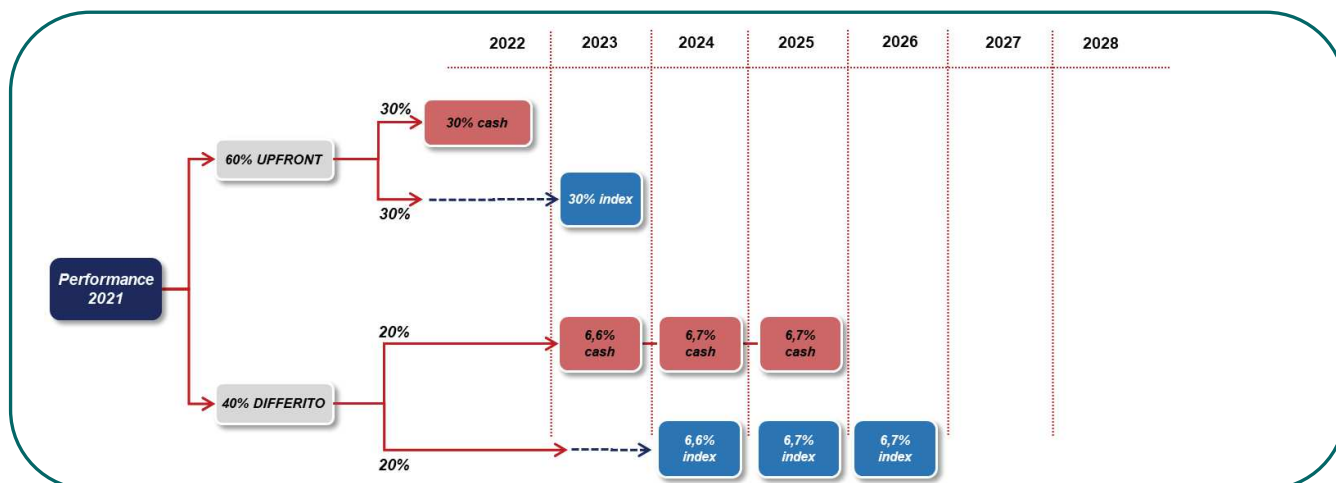 2022 2023 2024 2025 2026 2027 2028
30%
30% cash
60% UPFRONT
30% index
30%
Performance
2021
20%
6,6%
cash
6,7%
cash
6,7%
cash
40% DIFFERITO
6,6%
index
6,7%
index
6,7%
index
20%